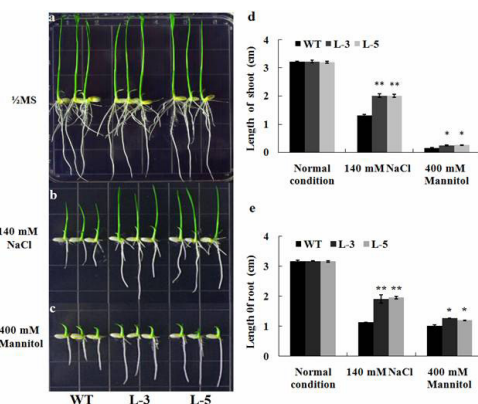 a
½MS
b
140 mM
NaCl
c
400 mM
Mannitol
WT L-3 L-5
d
WT L-3 L-5
Length of shoot (cm)
4
3
2
1
0
** **
* *
Normal condition
140 mM NaCl
400 mM Mannitol
e
WT L-3 L-5
Length 0f root (cm)
4
3
2
1
0
** **
* *
Normal condition
140 mM NaCl
400 mM Mannitol